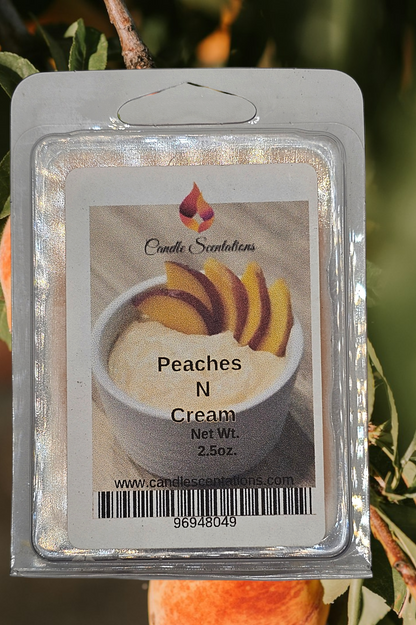 Candle Scentations
Peaches
N
Cream
Net Wt.
2.5oz.
www.candlescentations.com
96948049